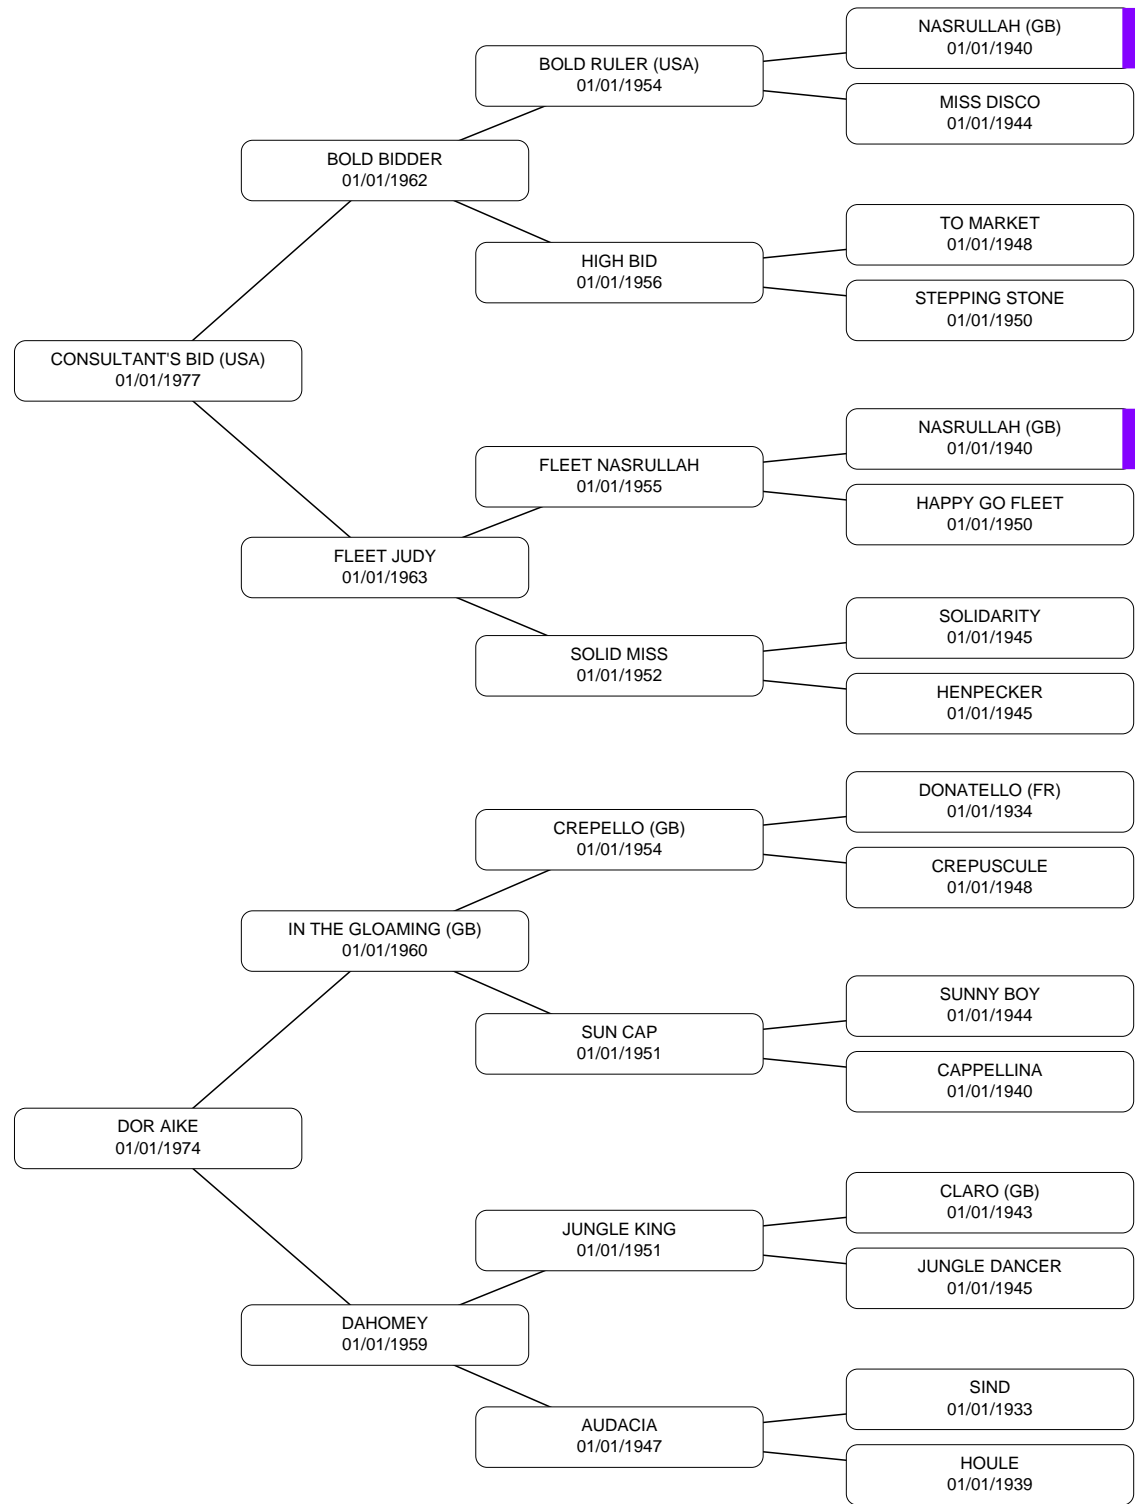 NASRULLAH (GB)
01/01/1940
BOLD RULER (USA)
01/01/1954
MISS DISCO
01/01/1944
BOLD BIDDER
01/01/1962
TO MARKET
01/01/1948
HIGH BID
01/01/1956
STEPPING STONE
01/01/1950
CONSULTANT'S BID (USA)
01/01/1977
NASRULLAH (GB)
01/01/1940
FLEET NASRULLAH
01/01/1955
HAPPY GO FLEET
01/01/1950
FLEET JUDY
01/01/1963
SOLIDARITY
01/01/1945
SOLID MISS
01/01/1952
HENPECKER
01/01/1945
DONATELLO (FR)
01/01/1934
CREPELLO (GB)
01/01/1954
CREPUSCULE
01/01/1948
IN THE GLOAMING (GB)
01/01/1960
SUNNY BOY
01/01/1944
SUN CAP
01/01/1951
CAPPELLINA
01/01/1940
DOR AIKE
01/01/1974
CLARO (GB)
01/01/1943
JUNGLE KING
01/01/1951
JUNGLE DANCER
01/01/1945
DAHOMEY
01/01/1959
SIND
01/01/1933
AUDACIA
01/01/1947
HOULE
01/01/1939